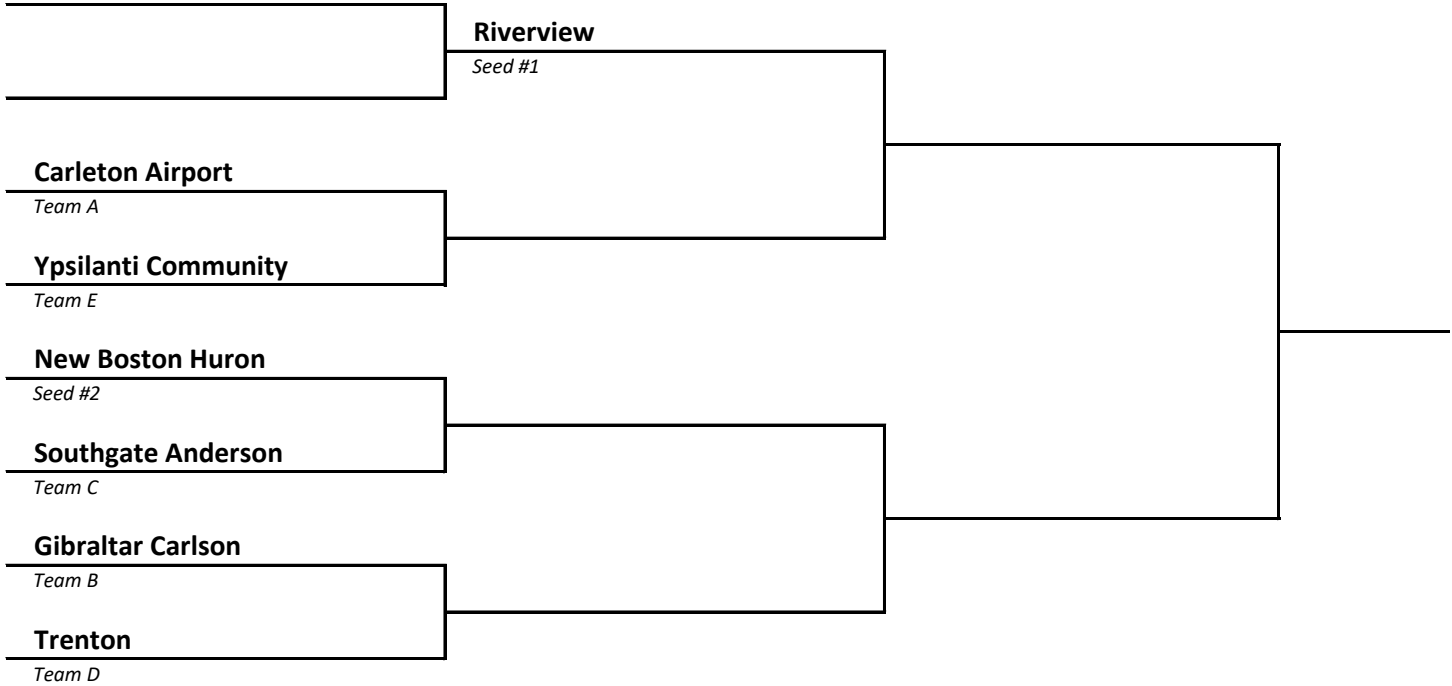 Riverview
Seed #1
Carleton Airport
Team A
Ypsilanti Community
Team E
New Boston Huron
Seed #2
Southgate Anderson
Team C
Gibraltar Carlson
Team B
Trenton
Team D